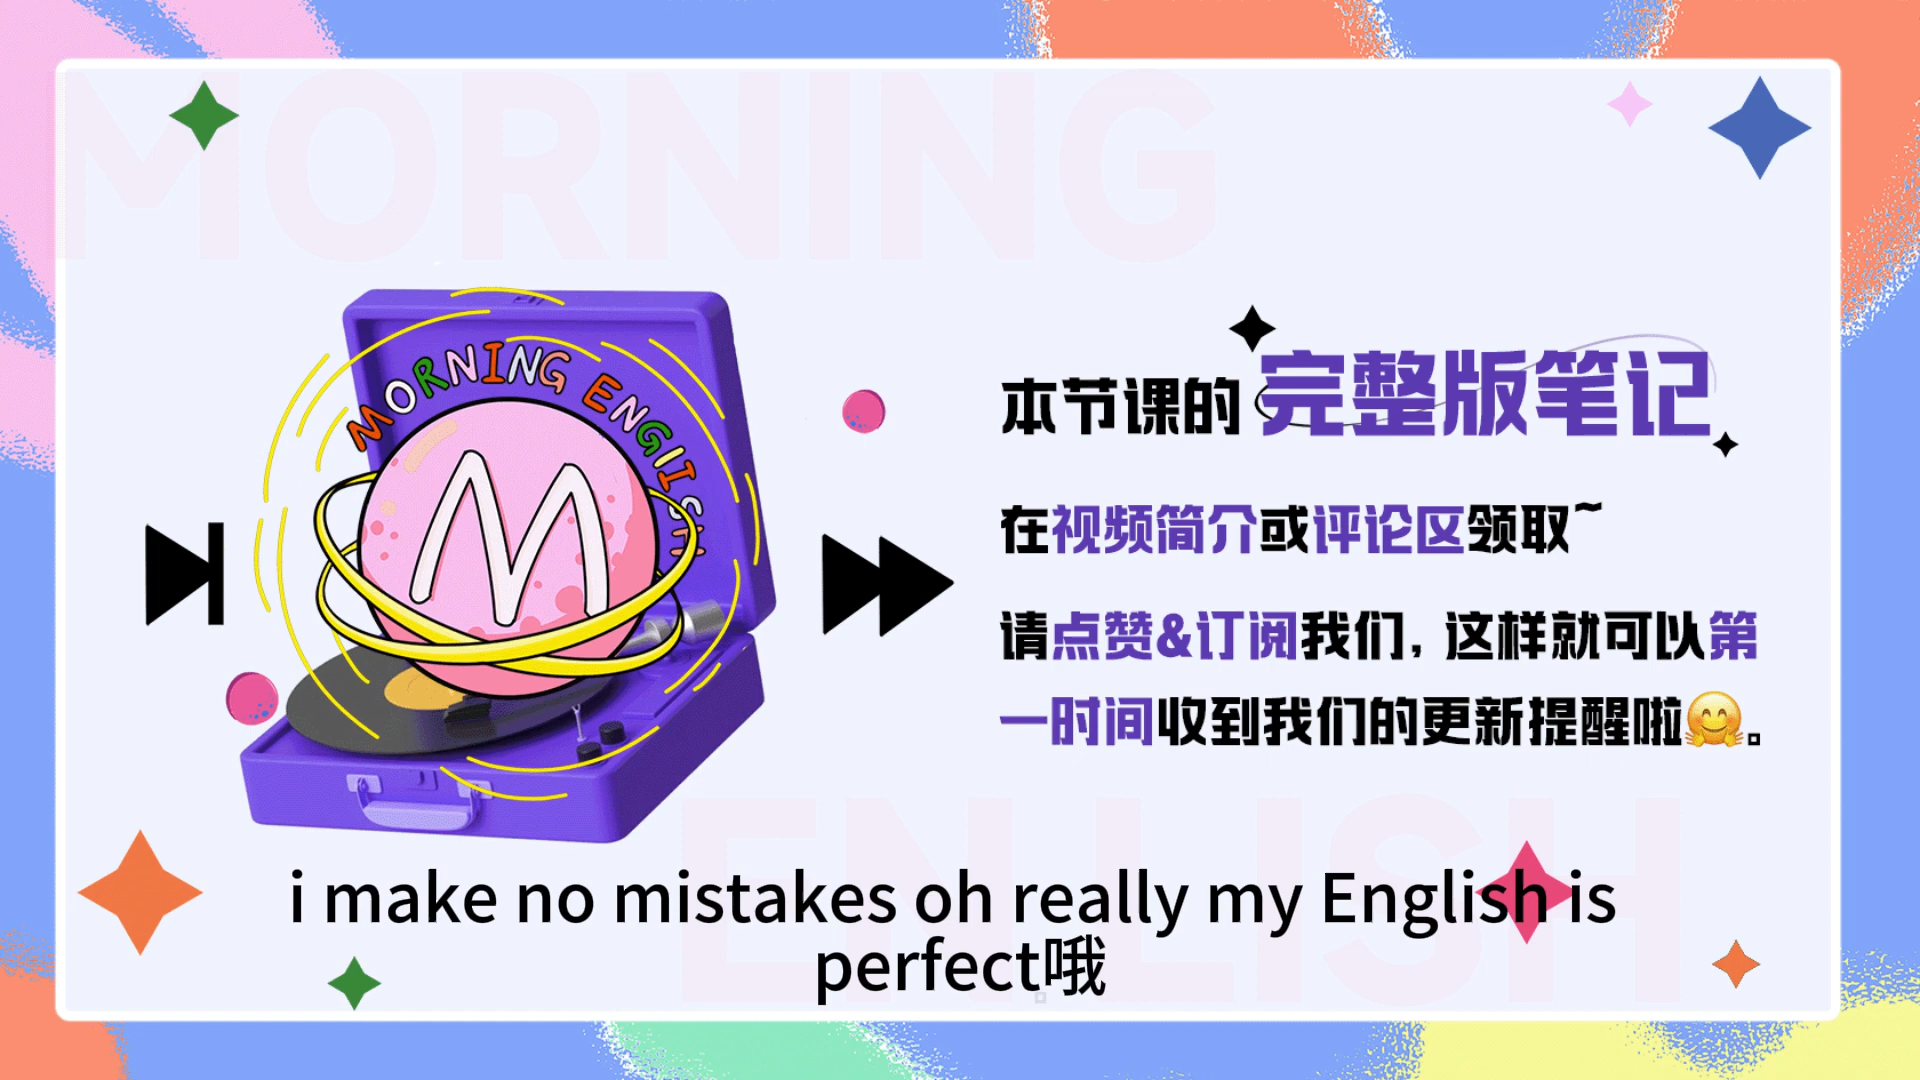 MORNING
MORNING ENGLISH
本节课的 完整版笔记
在视频简介或评论区领取~
请点赞&订阅我们，这样就可以第
一时间收到我们的更新提醒啦🤗。
M
ENGLISH
i make no mistakes oh really my English is
perfect哦